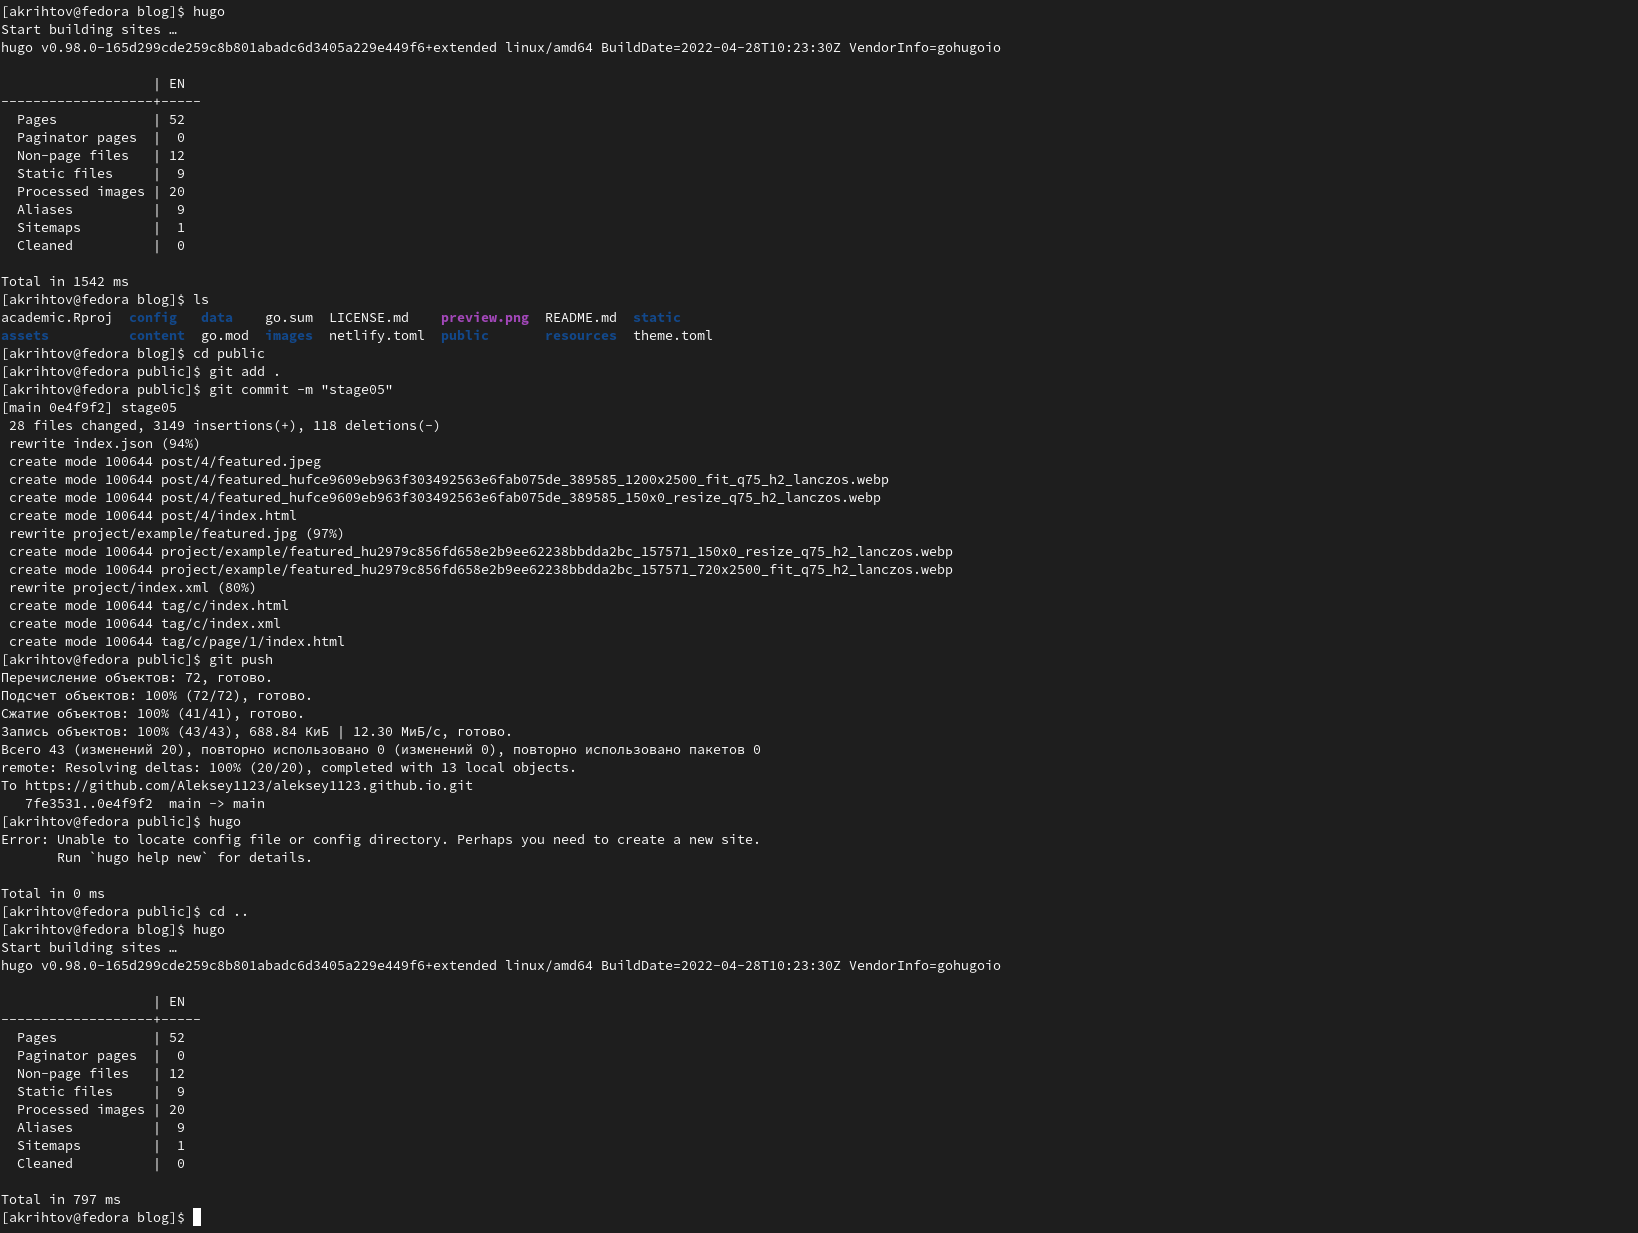 [akrihtov@fedora blog]$ hugo
Start building sites …
hugo v0.98.0-165d299cde259c8b801abadc6d3405a229e449f6+extended linux/amd64 BuildDate=2022-04-28T10:23:30Z VendorInfo=gohugoio

                   | EN
-------------------+-----
  Pages            | 52
  Paginator pages  |  0
  Non-page files   | 12
  Static files     |  9
  Processed images | 20
  Aliases          |  9
  Sitemaps         |  1
  Cleaned          |  0

Total in 1542 ms
[akrihtov@fedora blog]$ ls
academic.Rproj  config   data    go.sum  LICENSE.md    preview.png  README.md  static
assets          content  go.mod  images  netlify.toml  public       resources  theme.toml
[akrihtov@fedora blog]$ cd public
[akrihtov@fedora public]$ git add .
[akrihtov@fedora public]$ git commit -m "stage05"
[main 0e4f9f2] stage05
 28 files changed, 3149 insertions(+), 118 deletions(-)
 rewrite index.json (94%)
 create mode 100644 post/4/featured.jpeg
 create mode 100644 post/4/featured_hufce9609eb963f303492563e6fab075de_389585_1200x2500_fit_q75_h2_lanczos.webp
 create mode 100644 post/4/featured_hufce9609eb963f303492563e6fab075de_389585_150x0_resize_q75_h2_lanczos.webp
 create mode 100644 post/4/index.html
 rewrite project/example/featured.jpg (97%)
 create mode 100644 project/example/featured_hu2979c856fd658e2b9ee62238bbdda2bc_157571_150x0_resize_q75_h2_lanczos.webp
 create mode 100644 project/example/featured_hu2979c856fd658e2b9ee62238bbdda2bc_157571_720x2500_fit_q75_h2_lanczos.webp
 rewrite project/index.xml (80%)
 create mode 100644 tag/c/index.html
 create mode 100644 tag/c/index.xml
 create mode 100644 tag/c/page/1/index.html
[akrihtov@fedora public]$ git push
Перечисление объектов: 72, готово.
Подсчет объектов: 100% (72/72), готово.
Сжатие объектов: 100% (41/41), готово.
Запись объектов: 100% (43/43), 688.84 КиБ | 12.30 МиБ/с, готово.
Всего 43 (изменений 20), повторно использовано 0 (изменений 0), повторно использовано пакетов 0
remote: Resolving deltas: 100% (20/20), completed with 13 local objects.
To https://github.com/Aleksey1123/aleksey1123.github.io.git
   7fe3531..0e4f9f2  main -> main
[akrihtov@fedora public]$ hugo
Error: Unable to locate config file or config directory. Perhaps you need to create a new site.
       Run `hugo help new` for details.

Total in 0 ms
[akrihtov@fedora public]$ cd ..
[akrihtov@fedora blog]$ hugo
Start building sites …
hugo v0.98.0-165d299cde259c8b801abadc6d3405a229e449f6+extended linux/amd64 BuildDate=2022-04-28T10:23:30Z VendorInfo=gohugoio

                   | EN
-------------------+-----
  Pages            | 52
  Paginator pages  |  0
  Non-page files   | 12
  Static files     |  9
  Processed images | 20
  Aliases          |  9
  Sitemaps         |  1
  Cleaned          |  0

Total in 797 ms
[akrihtov@fedora blog]$